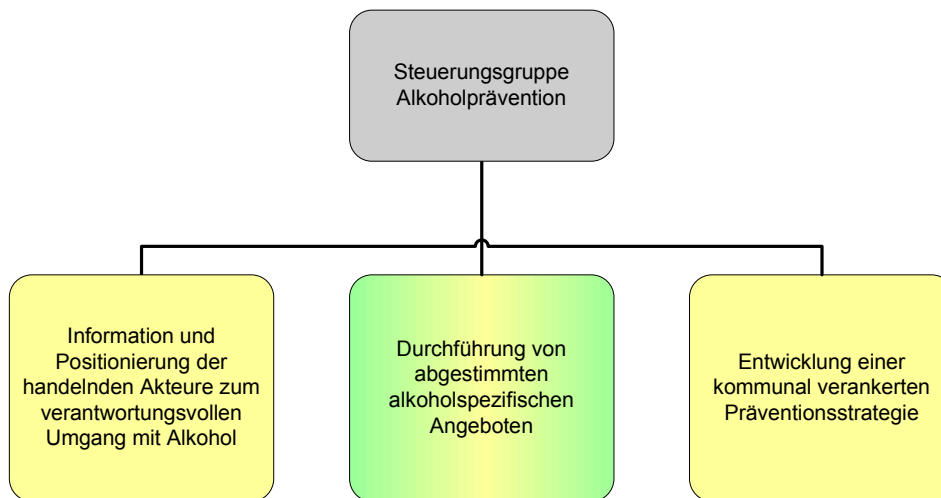 Steuerungsgruppe
Alkoholprävention
Information und
Positionierung der
handelnden Akteure zum
verantwortungsvollen
Umgang mit Alkohol
Durchführung von
abgestimmten
alkoholspezifischen
Angeboten
Entwicklung einer
kommunal verankerten
Präventionsstrategie